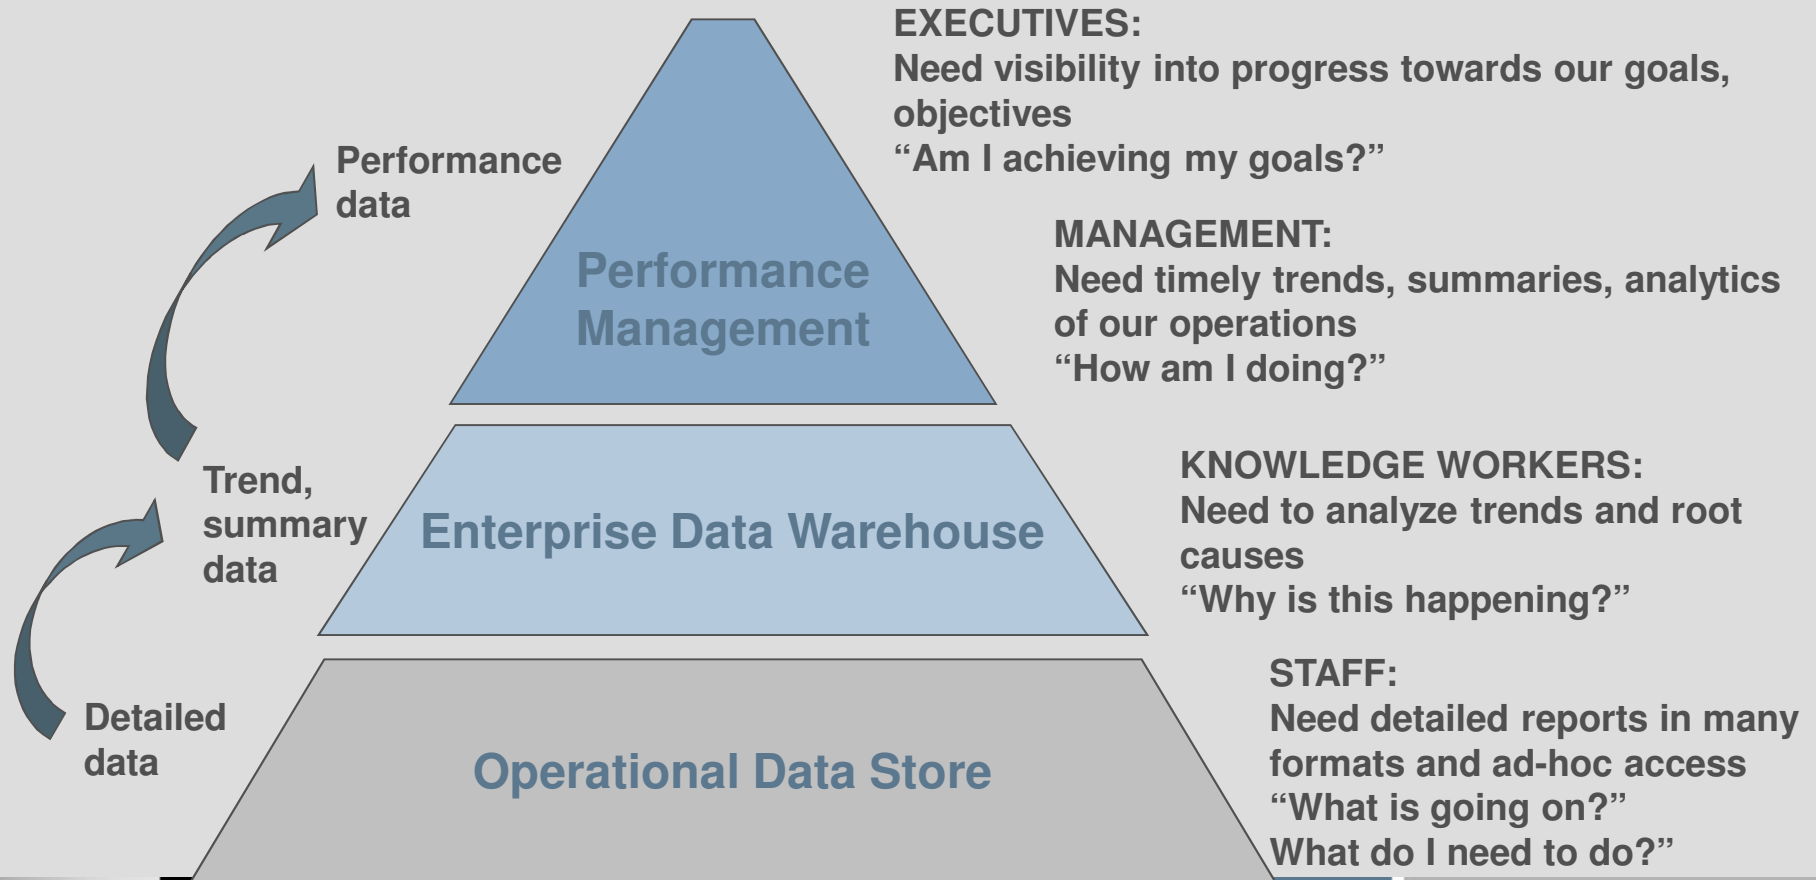 EXECUTIVES:
Need visibility into progress towards our goals,
objectives
“Am I achieving my goals?”
Performance
data
MANAGEMENT:
Need timely trends, summaries, analytics
of our operations
“How am I doing?”
Performance
Management
Trend,
summary
data
Enterprise Data Warehouse
KNOWLEDGE WORKERS:
Need to analyze trends and root
causes
“Why is this happening?”
Detailed
data
Operational Data Store
STAFF:
Need detailed reports in many
formats and ad-hoc access
“What is going on?”
What do I need to do?”